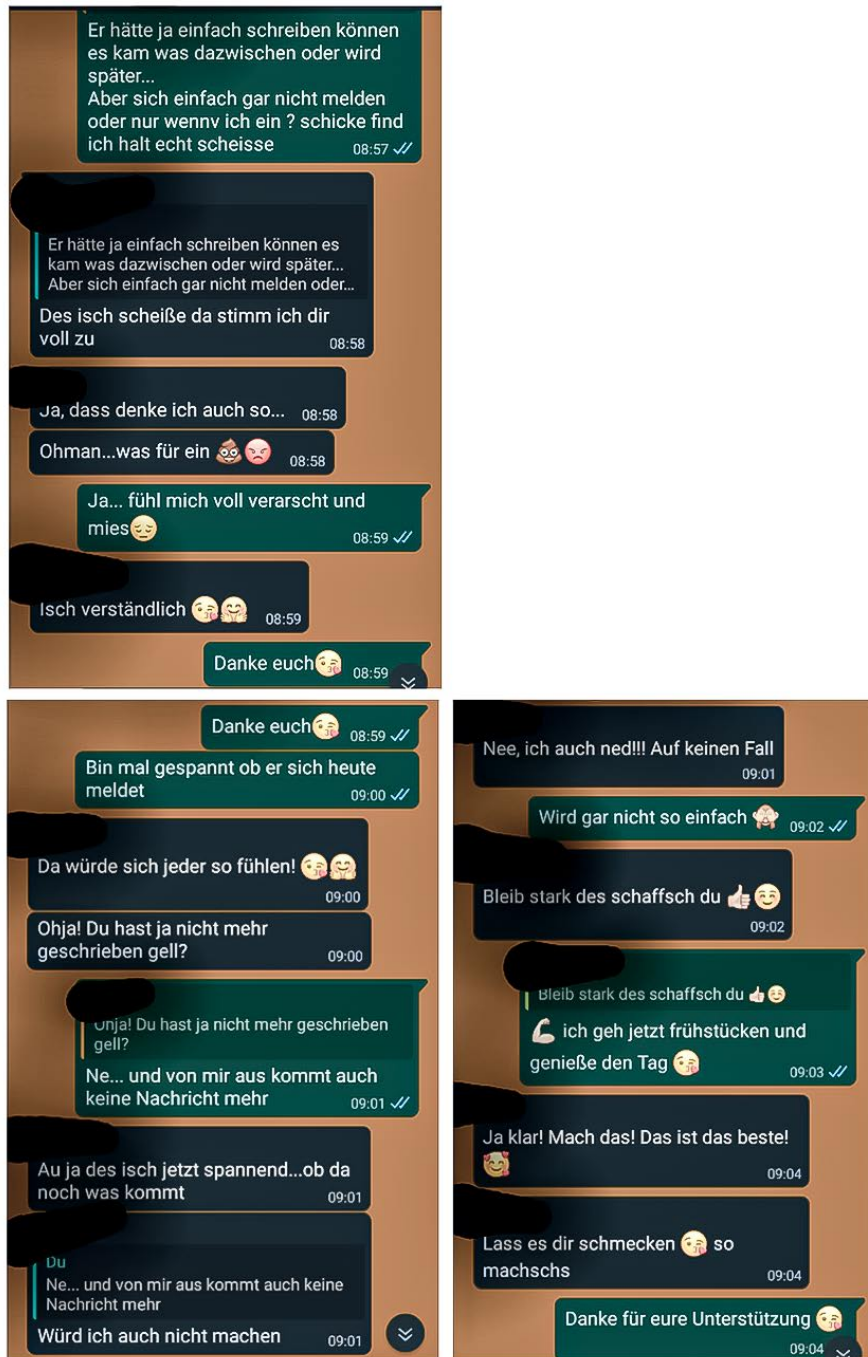 Er hätte ja einfach schreiben können
es kam was dazwischen oder wird
später...
Aber sich einfach gar nicht melden
oder nur wennv ich ein ? schicke find
ich halt echt scheisse
08:57
Er hätte ja einfach schreiben können es
kam was dazwischen oder wird später...
Aber sich einfach gar nicht melden oder...
Des isch scheiße da stimm ich dir
voll zu
08:58
Ja, dass denke ich auch so... 08:58
Ohman...was für ein 💩😡 08:58
Ja... fühl mich voll verarscht und
mies😔
08:59
Isch verständlich 😘🤗 08:59
Danke euch😘 08:59
Danke euch😘 08:59
Bin mal gespannt ob er sich heute
meldet
09:00
Da würde sich jeder so fühlen! 😘🤗
09:00
Ohja! Du hast ja nicht mehr
geschrieben gell?
09:00
Ohja! Du hast ja nicht mehr geschrieben
gell?
Ne... und von mir aus kommt auch
keine Nachricht mehr
09:01
Au ja des isch jetzt spannend...ob da
noch was kommt
09:01
Du
Ne... und von mir aus kommt auch keine
Nachricht mehr
Würd ich auch nicht machen 09:01
Nee, ich auch ned!!! Auf keinen Fall
09:01
Wird gar nicht so einfach 🙈 09:02
Bleib stark des schaffsch du 👍🏻☺️
09:02
Bleib stark des schaffsch du 👍🏻☺️
💪🏻 ich geh jetzt frühstücken und
genieße den Tag 😘
09:03
Ja klar! Mach das! Das ist das beste!
🥰
09:04
Lass es dir schmecken 😘 so
machschs
09:04
Danke für eure Unterstützung 😘
09:04